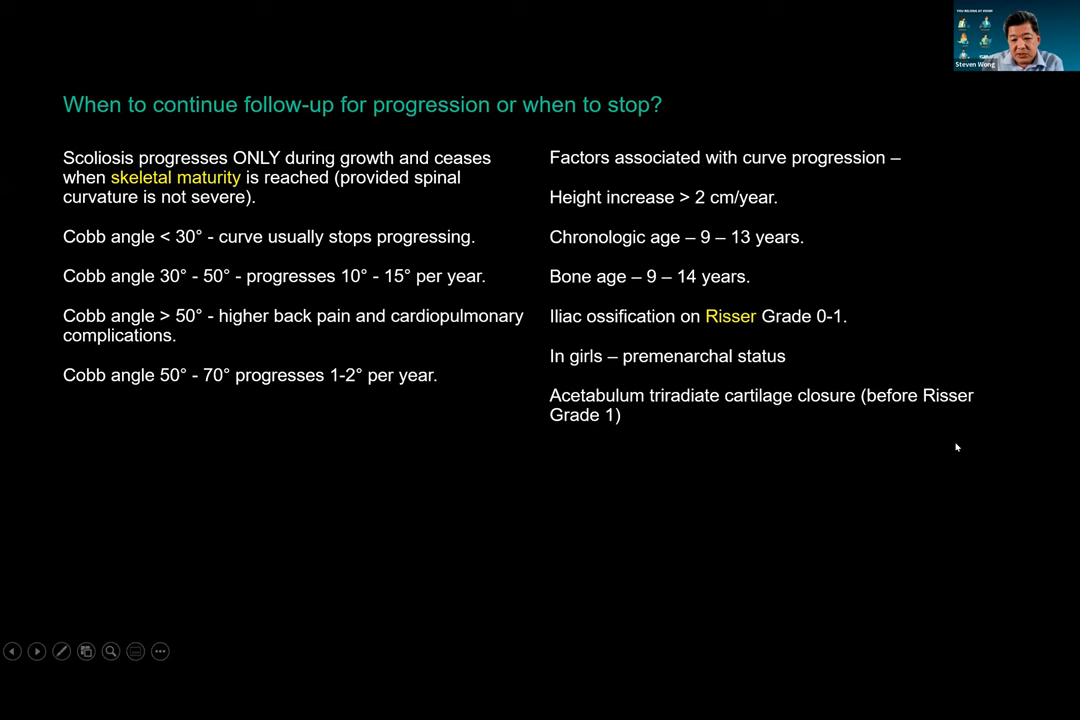 YOU BELONG AT
Steven Wong
When to continue follow-up for progression or when to stop?
Scoliosis progresses ONLY during growth and ceases
when skeletal maturity is reached (provided spinal
curvature is not severe).
Cobb angle < 30° - curve usually stops progressing.
Cobb angle 30° - 50° - progresses 10° - 15° per year.
Cobb angle > 50° - higher back pain and cardiopulmonary
complications.
Cobb angle 50° - 70° progresses 1-2° per year.
Factors associated with curve progression –
Height increase > 2 cm/year.
Chronologic age – 9 – 13 years.
Bone age – 9 – 14 years.
Iliac ossification on Risser Grade 0-1.
In girls – premenarchal status
Acetabulum triradiate cartilage closure (before Risser
Grade 1)